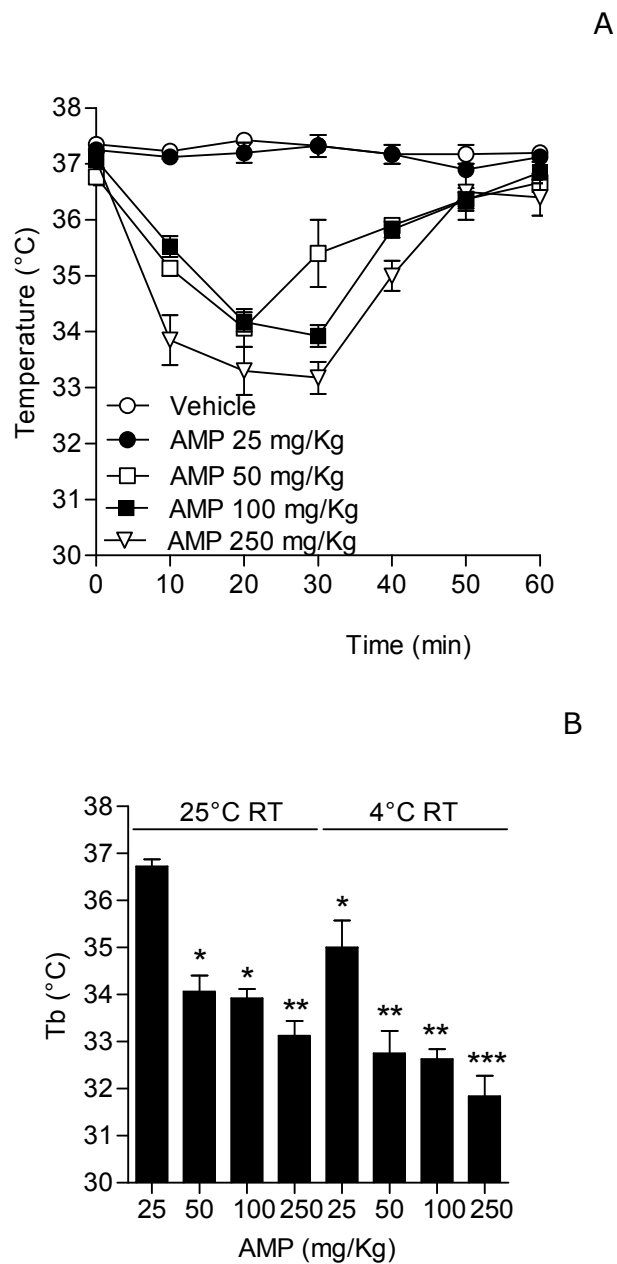 A
38
37
36
35
34
33
32
31
30
Temperature (°C)
Vehicle
AMP 25 mg/Kg
AMP 50 mg/Kg
AMP 100 mg/Kg
AMP 250 mg/Kg
0 10 20 30 40 50 60
Time (min)
B
38
37
36
35
34
33
32
31
30
Tb (°C)
25°C RT 4°C RT
* * ** * ** ** ***
25 50 100 250 25 50 100 250
AMP (mg/Kg)